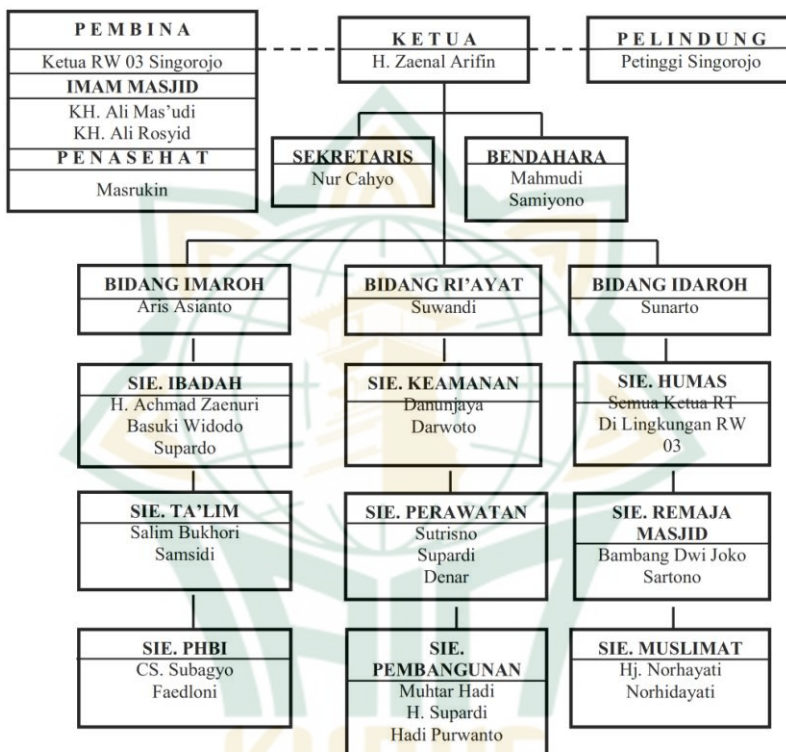 P E M B I N A
Ketua RW 03 Singorojo
IMAM MASJID
KH. Ali Mas’udi
KH. Ali Rosyid
P E N A S E H A T
Masrukin
K E T U A
H. Zaenal Arifin
P E L I N D U N G
Petinggi Singorojo
SEKRETARIS
Nur Cahyo
BENDAHARA
Mahmudi
Samiyono
BIDANG IMAROH
Aris Asianto
BIDANG RI’AYAT
Suwandi
BIDANG IDAROH
Sunarto
SIE. IBADAH
H. Achmad Zaenuri
Basuki Widodo
Supardo
SIE. KEAMANAN
Danunjaya
Darwoto
SIE. HUMAS
Semua Ketua RT
Di Lingkungan RW
03
SIE. TA’LIM
Salim Bukhori
Samsidi
SIE. PERAWATAN
Sutrisno
Supardi
Denar
SIE. REMAJA
MASJID
Bambang Dwi Joko
Sartono
SIE. PHBI
CS. Subagyo
Faedloni
SIE.
PEMBANGUNAN
Muhtar Hadi
H. Supardi
Hadi Purwanto
SIE. MUSLIMAT
Hj. Norhayati
Norhidayati